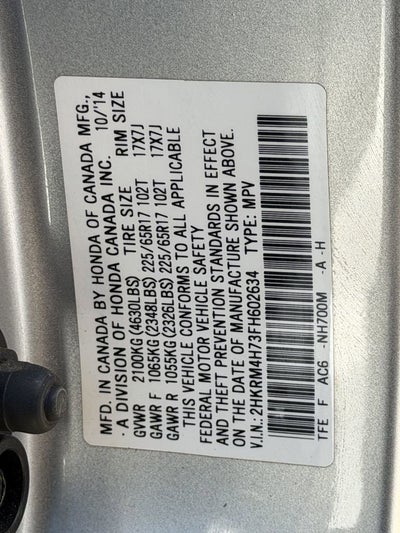 MFD. IN CANADA BY HONDA OF CANADA MFG.,
A DIVISION OF HONDA CANADA INC. 10/'14
GVWR 2100KG (4630LBS) TIRE SIZE RIM SIZE
GAWR F 1065KG (2348LBS) 225/65R17 102T 17X7J
GAWR R 1055KG (2326LBS) 225/65R17 102T 17X7J
THIS VEHICLE CONFORMS TO ALL APPLICABLE
FEDERAL MOTOR VEHICLE SAFETY
AND THEFT PREVENTION STANDARDS IN EFFECT
ON THE DATE OF MANUFACTURE SHOWN ABOVE.
V.I.N.: 2HKRM4H73FH602634 TYPE: MPV
TFE F AC6 -NH700M -A -H